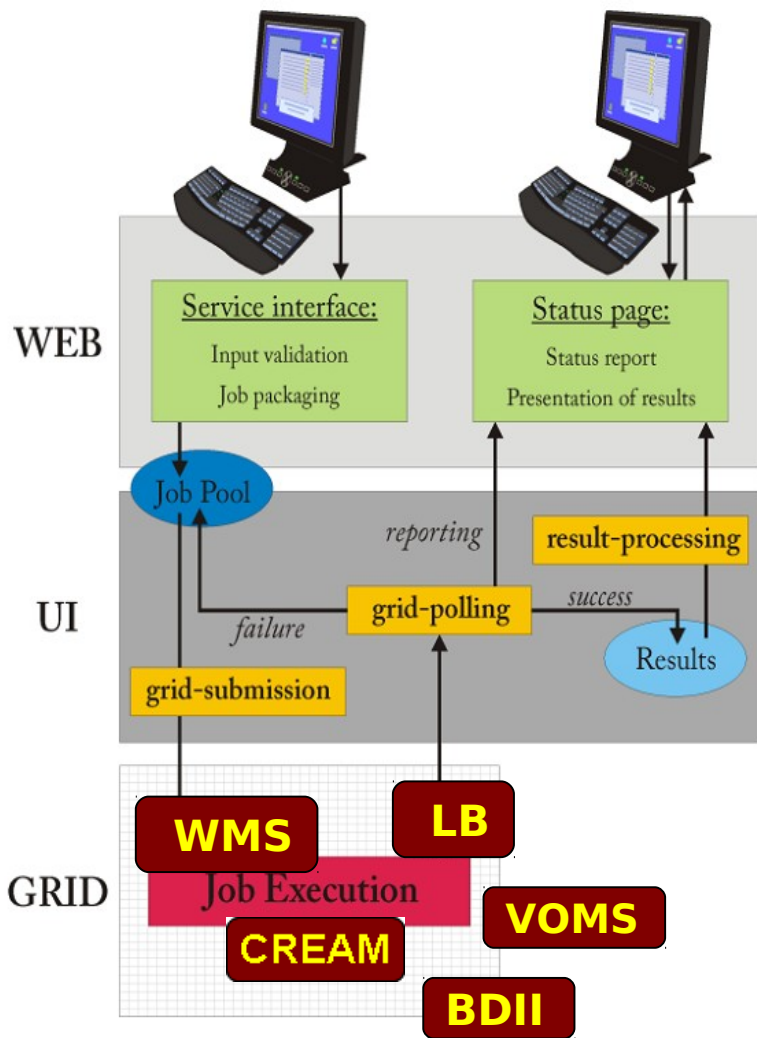 WEB
Service interface:
Input validation
Job packaging
Status page:
Status report
Presentation of results
Job Pool
UI
reporting
result-processing
grid-polling
success
failure
Results
grid-submission
GRID
WMS
LB
Job Execution
VOMS
CREAM
BDII